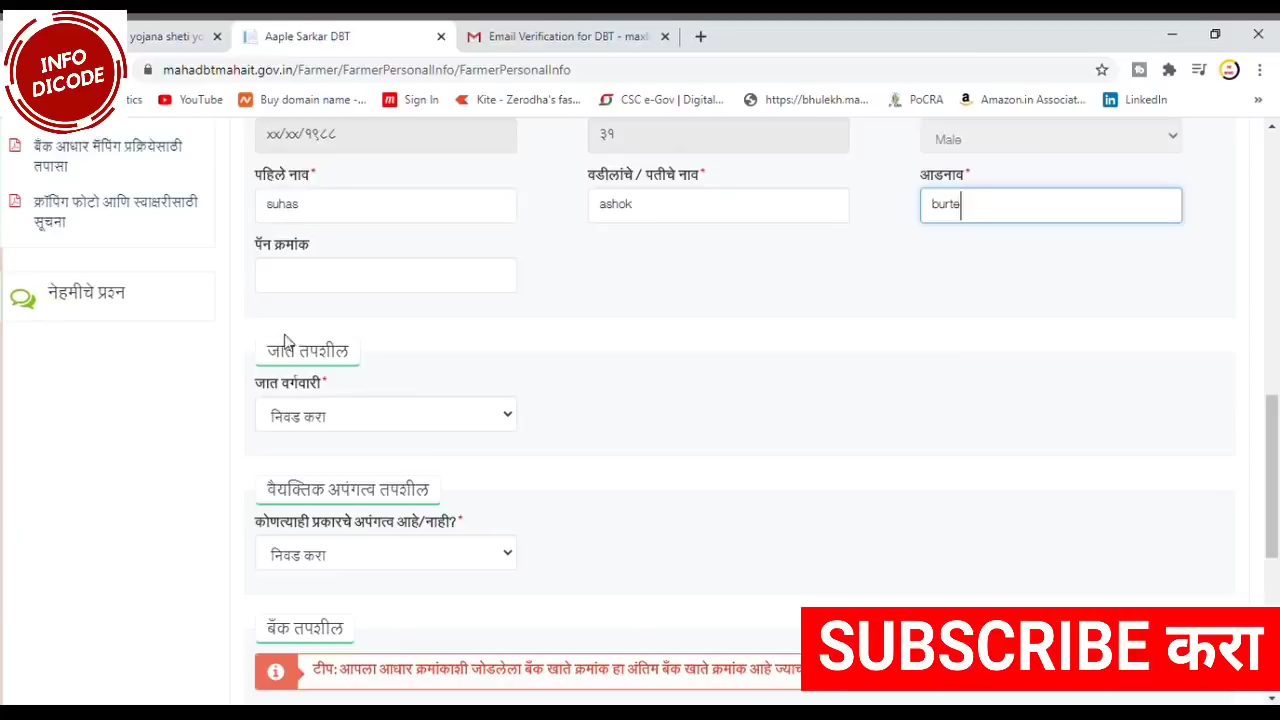 INFO
DICODE
yojana sheti yo
Aaple Sarkar DBT
Email Verification for DBT - maxl
mahadbtmahait.gov.in/Farmer/FarmerPersonalInfo/FarmerPersonalInfo
tics
YouTube
Buy domain name -...
Sign In
Kite - Zerodha's fas...
CSC e-Gov | Digital...
https://bhulekh.ma...
PoCRA
Amazon.in Associat...
LinkedIn
»
बँक आधार मॅपिंग प्रक्रियेसाठी
तपासा
क्रॉपिंग फोटो आणि स्वाक्षरीसाठी
सूचना
नेहमीचे प्रश्न
xx/xx/१९८८
३१
Male
पहिले नाव*
वडीलांचे / पतीचे नाव*
आडनाव*
suhas
ashok
burte
पॅन क्रमांक
जात तपशील
जात वर्गवारी*
निवड करा
वैयक्तिक अपंगत्व तपशील
कोणत्याही प्रकारचे अपंगत्व आहे/नाही?*
निवड करा
बँक तपशील
टीप: आपला आधार क्रमांकाशी जोडलेला बँक खाते क्रमांक हा अंतिम बँक खाते क्रमांक आहे ज्याच
SUBSCRIBE करा